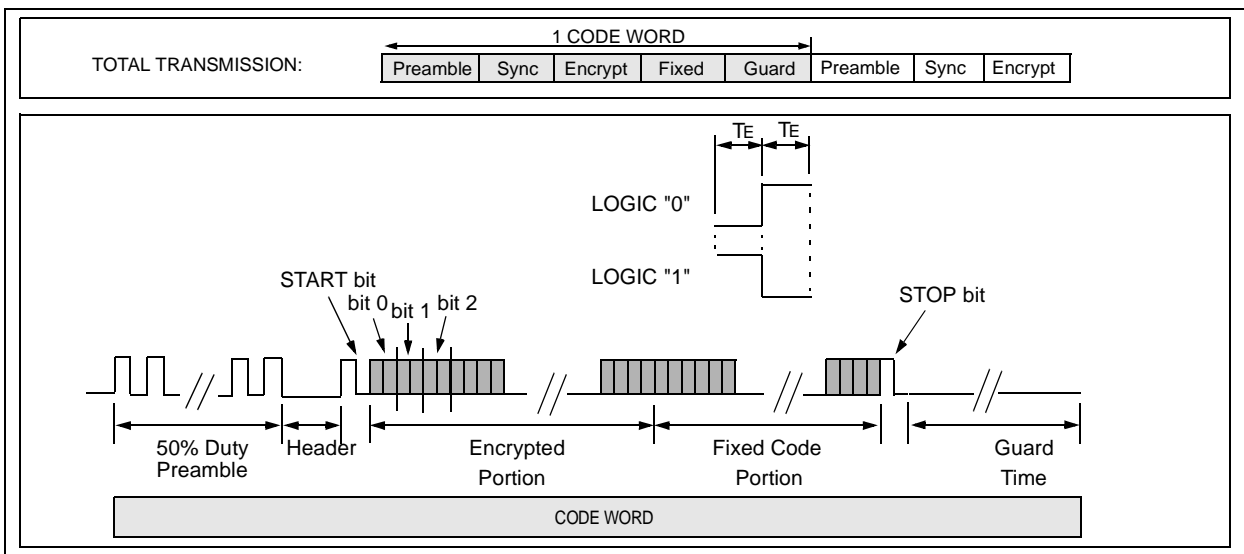 1 CODE WORD
TOTAL TRANSMISSION: Preamble Sync Encrypt Fixed Guard Preamble Sync Encrypt
TE TE
LOGIC "0"
LOGIC "1"
START bit
bit 0 bit 1 bit 2
STOP bit
50% Duty
Preamble
Header
Encrypted
Portion
Fixed Code
Portion
Guard
Time
CODE WORD